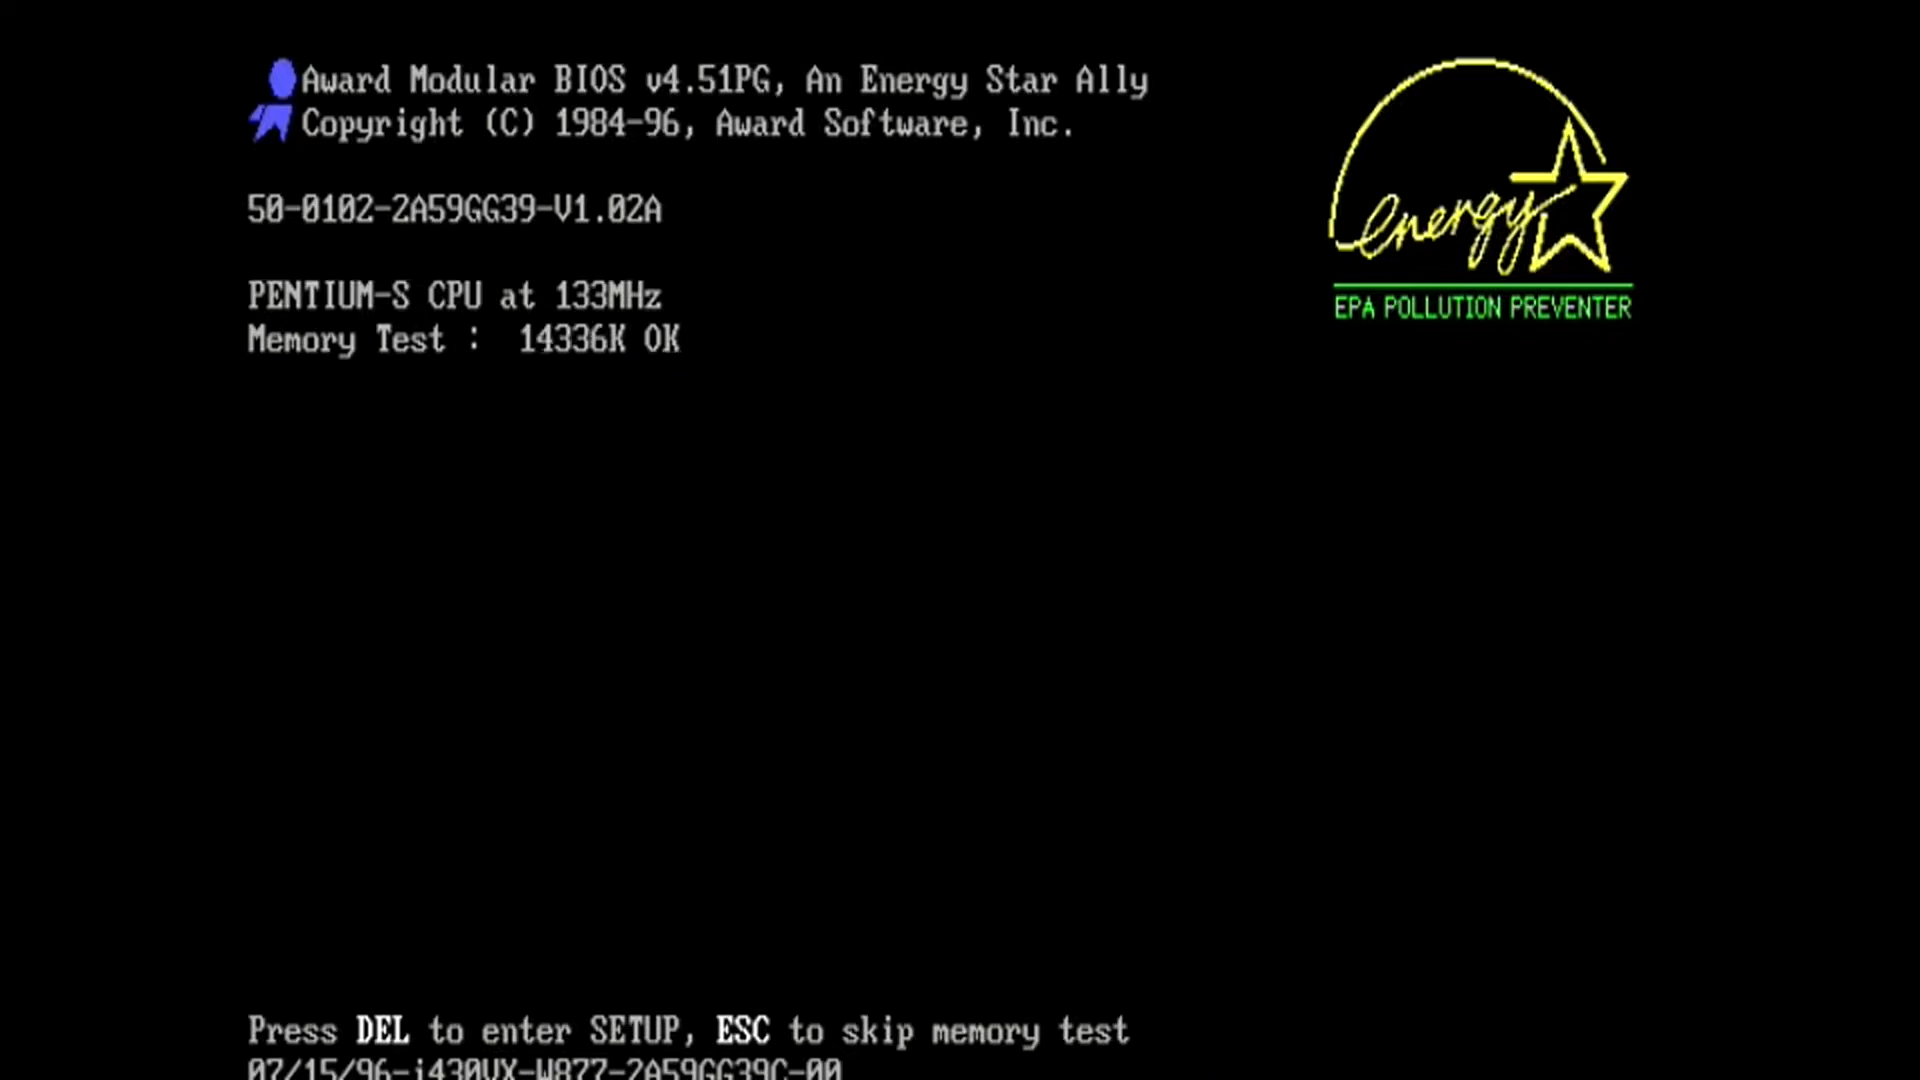 Award Modular BIOS v4.51PG, An Energy Star Ally
Copyright (C) 1984-96, Award Software, Inc.
energy
EPA POLLUTION PREVENTER
50-0102-2A59GG39-V1.02A
PENTIUM-S CPU at 133MHz
Memory Test :  14336K OK
Press DEL to enter SETUP, ESC to skip memory test
07/15/96-i430VX-W877-2A59GG39C-00